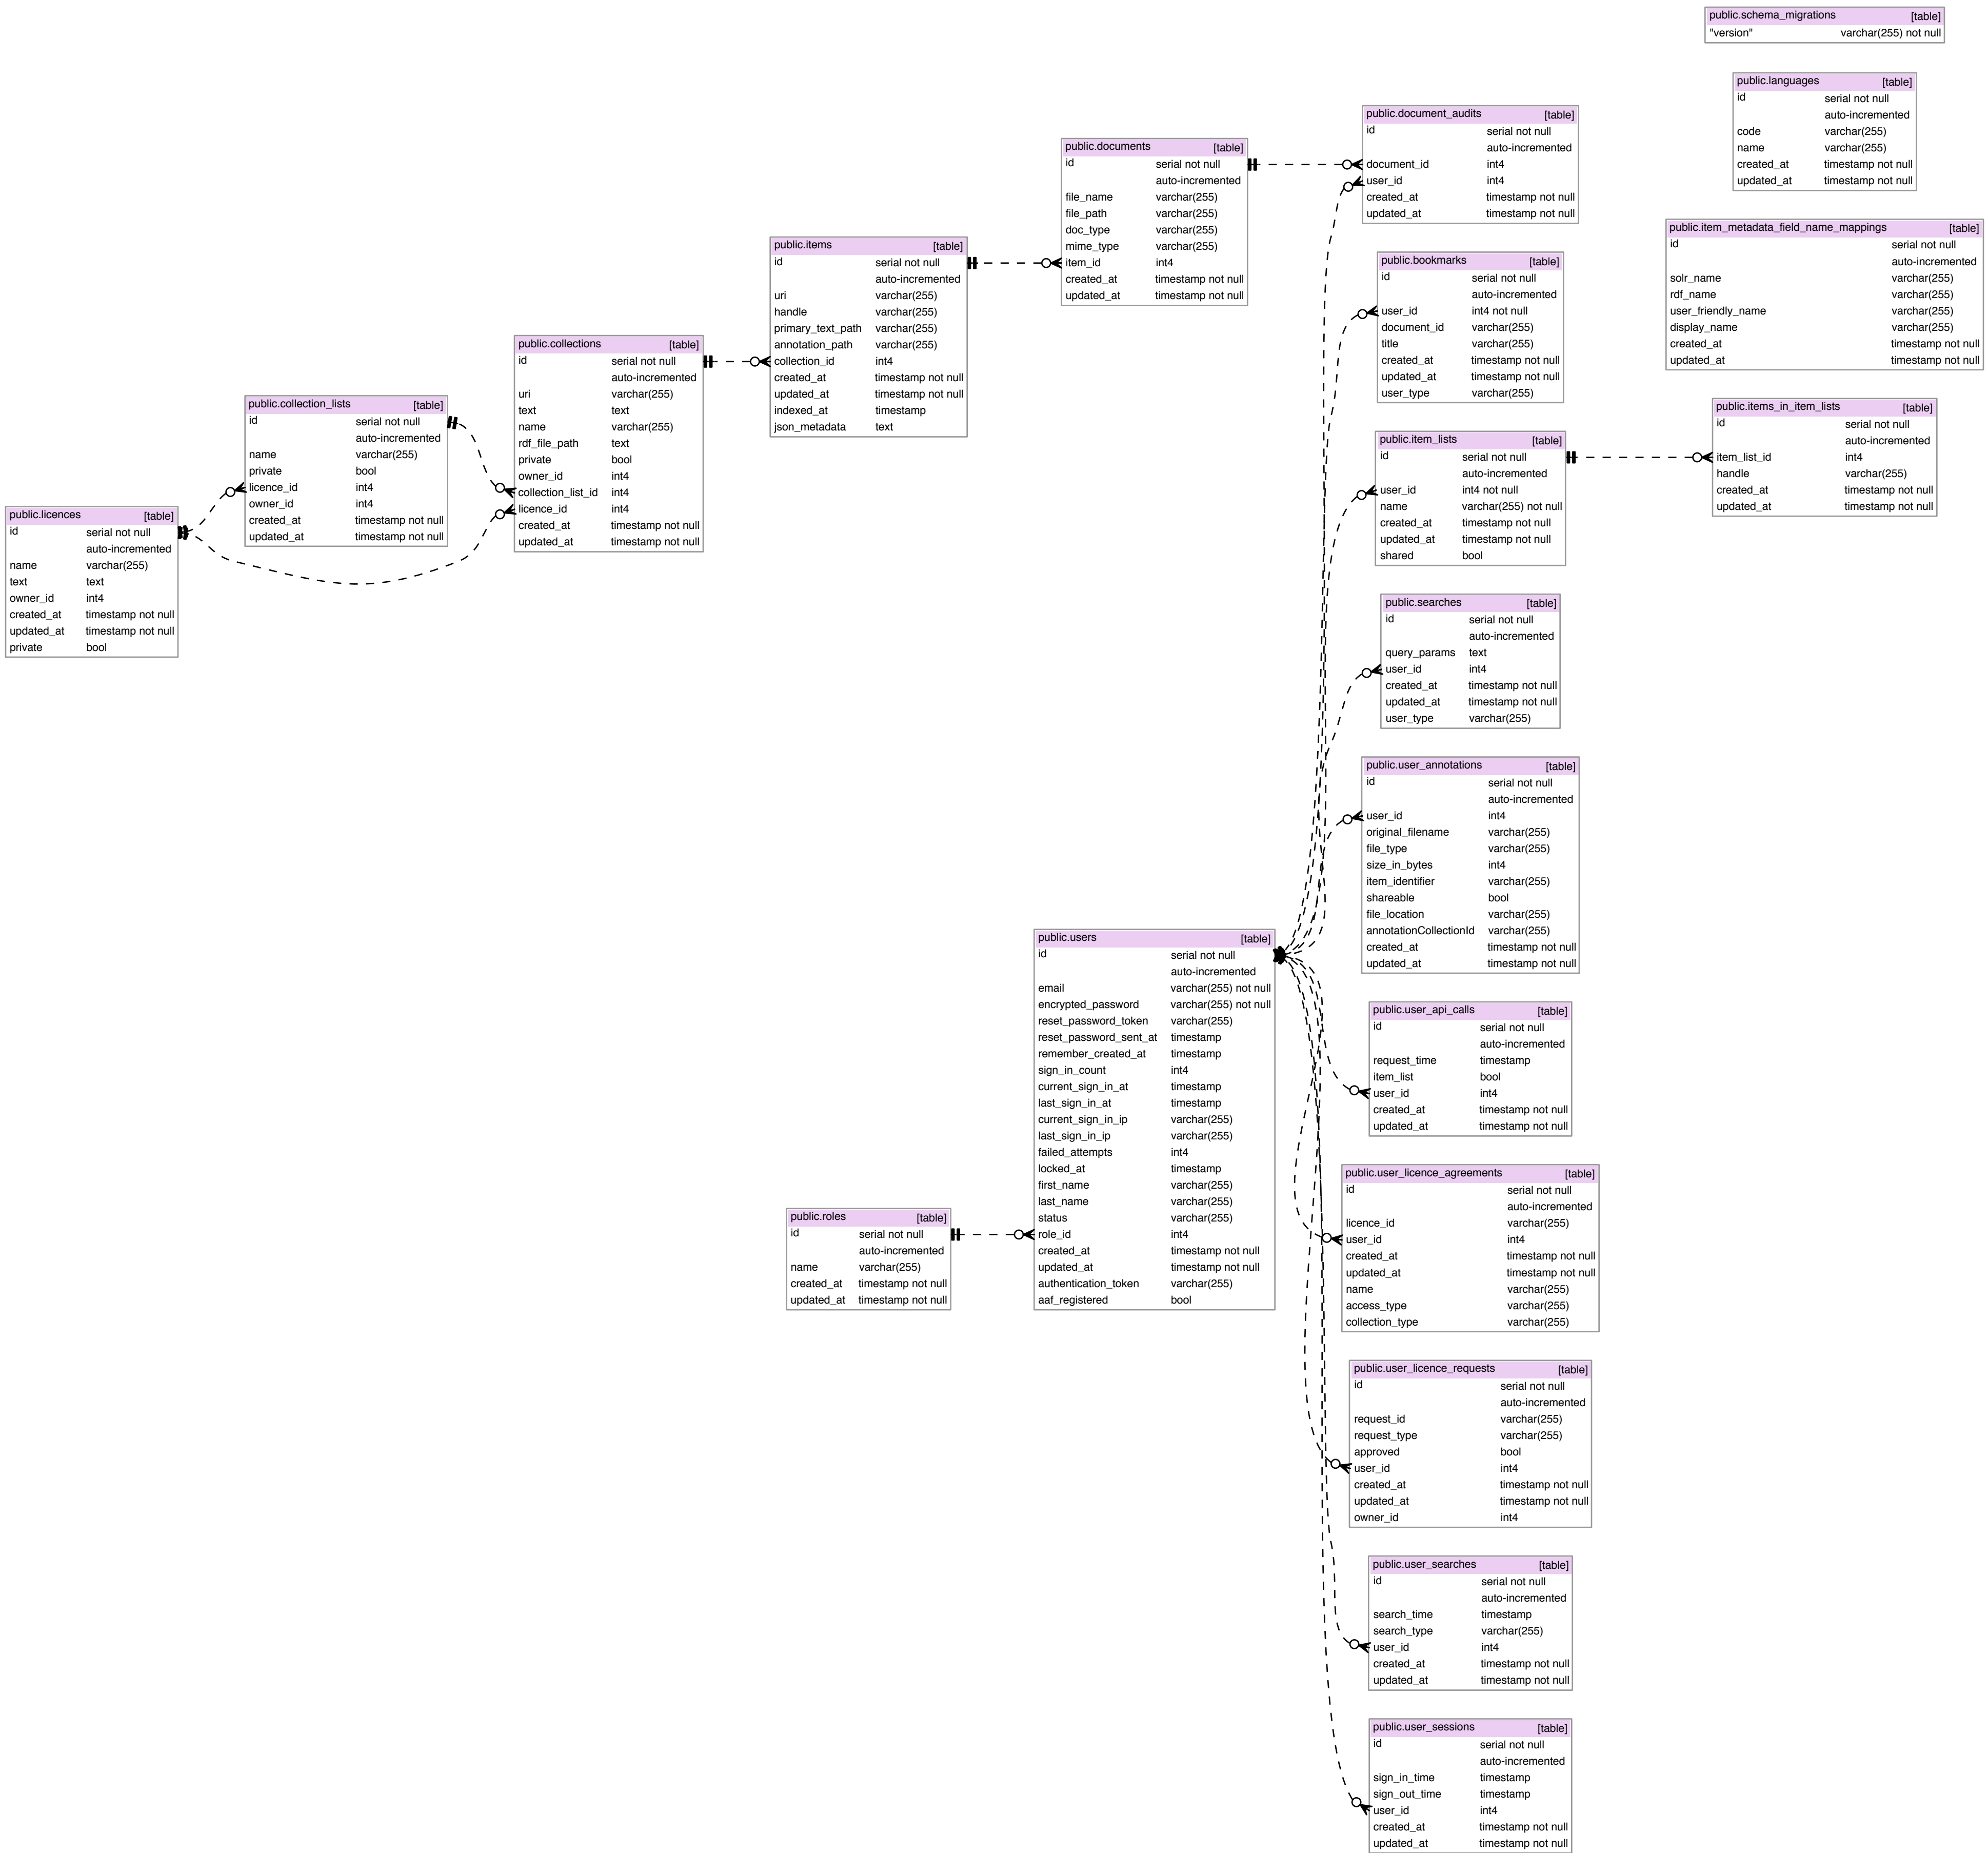 public.schema_migrations [table]
"version" varchar(255) not null
public.languages [table]
id serial not null
auto-incremented
code varchar(255)
name varchar(255)
created_at timestamp not null
updated_at timestamp not null
public.item_metadata_field_name_mappings [table]
id serial not null
auto-incremented
solr_name varchar(255)
rdf_name varchar(255)
user_friendly_name varchar(255)
display_name varchar(255)
created_at timestamp not null
updated_at timestamp not null
public.items_in_item_lists [table]
id serial not null
auto-incremented
item_list_id int4
handle varchar(255)
created_at timestamp not null
updated_at timestamp not null
public.licences [table]
id serial not null
auto-incremented
name varchar(255)
text text
owner_id int4
created_at timestamp not null
updated_at timestamp not null
private bool
public.collection_lists [table]
id serial not null
auto-incremented
name varchar(255)
private bool
licence_id int4
owner_id int4
created_at timestamp not null
updated_at timestamp not null
public.collections [table]
id serial not null
auto-incremented
uri varchar(255)
text text
name varchar(255)
rdf_file_path text
private bool
owner_id int4
collection_list_id int4
licence_id int4
created_at timestamp not null
updated_at timestamp not null
public.items [table]
id serial not null
auto-incremented
uri varchar(255)
handle varchar(255)
primary_text_path varchar(255)
annotation_path varchar(255)
collection_id int4
created_at timestamp not null
updated_at timestamp not null
indexed_at timestamp
json_metadata text
public.documents [table]
id serial not null
auto-incremented
file_name varchar(255)
file_path varchar(255)
doc_type varchar(255)
mime_type varchar(255)
item_id int4
created_at timestamp not null
updated_at timestamp not null
public.document_audits [table]
id serial not null
auto-incremented
document_id int4
user_id int4
created_at timestamp not null
updated_at timestamp not null
public.bookmarks [table]
id serial not null
auto-incremented
user_id int4 not null
document_id varchar(255)
title varchar(255)
created_at timestamp not null
updated_at timestamp not null
user_type varchar(255)
public.item_lists [table]
id serial not null
auto-incremented
user_id int4 not null
name varchar(255) not null
created_at timestamp not null
updated_at timestamp not null
shared bool
public.searches [table]
id serial not null
auto-incremented
query_params text
user_id int4
created_at timestamp not null
updated_at timestamp not null
user_type varchar(255)
public.user_annotations [table]
id serial not null
auto-incremented
user_id int4
original_filename varchar(255)
file_type varchar(255)
size_in_bytes int4
item_identifier varchar(255)
shareable bool
file_location varchar(255)
annotationCollectionId varchar(255)
created_at timestamp not null
updated_at timestamp not null
public.roles [table]
id serial not null
auto-incremented
name varchar(255)
created_at timestamp not null
updated_at timestamp not null
public.users [table]
id serial not null
auto-incremented
email varchar(255) not null
encrypted_password varchar(255) not null
reset_password_token varchar(255)
reset_password_sent_at timestamp
remember_created_at timestamp
sign_in_count int4
current_sign_in_at timestamp
last_sign_in_at timestamp
current_sign_in_ip varchar(255)
last_sign_in_ip varchar(255)
failed_attempts int4
locked_at timestamp
first_name varchar(255)
last_name varchar(255)
status varchar(255)
role_id int4
created_at timestamp not null
updated_at timestamp not null
authentication_token varchar(255)
aaf_registered bool
public.user_api_calls [table]
id serial not null
auto-incremented
request_time timestamp
item_list bool
user_id int4
created_at timestamp not null
updated_at timestamp not null
public.user_licence_agreements [table]
id serial not null
auto-incremented
licence_id varchar(255)
user_id int4
created_at timestamp not null
updated_at timestamp not null
name varchar(255)
access_type varchar(255)
collection_type varchar(255)
public.user_licence_requests [table]
id serial not null
auto-incremented
request_id varchar(255)
request_type varchar(255)
approved bool
user_id int4
created_at timestamp not null
updated_at timestamp not null
owner_id int4
public.user_searches [table]
id serial not null
auto-incremented
search_time timestamp
search_type varchar(255)
user_id int4
created_at timestamp not null
updated_at timestamp not null
public.user_sessions [table]
id serial not null
auto-incremented
sign_in_time timestamp
sign_out_time timestamp
user_id int4
created_at timestamp not null
updated_at timestamp not null